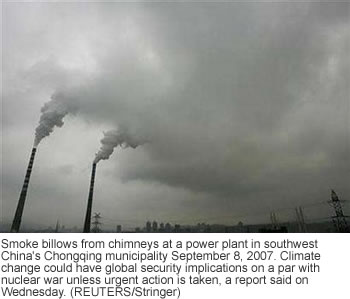 Smoke billows from chimneys at a power plant in southwest
China's Chongqing municipality September 8, 2007. Climate
change could have global security implications on a par with
nuclear war unless urgent action is taken, a report said on
Wednesday. (REUTERS/Stringer)